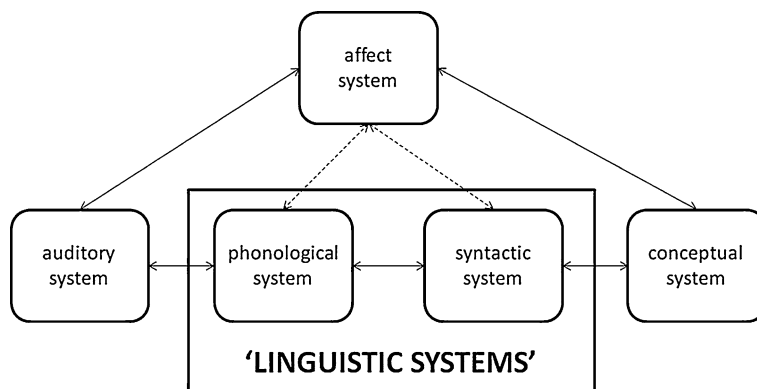 affect
system
auditory
system
phonological
system
syntactic
system
conceptual
system
‘LINGUISTIC SYSTEMS’